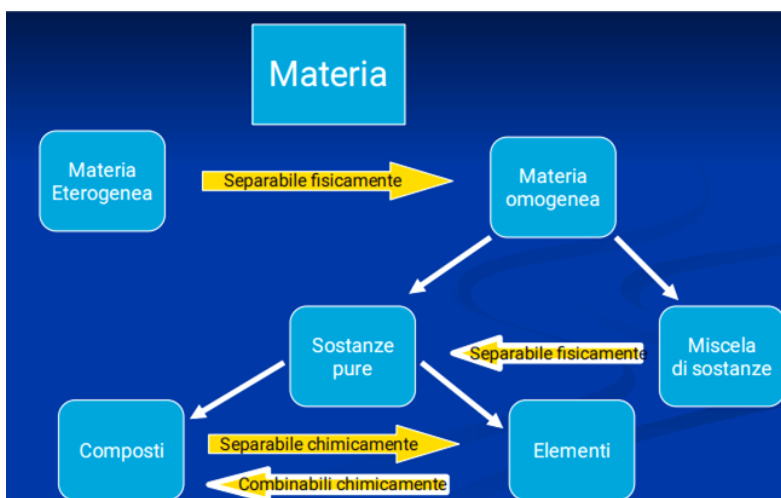 Materia
Materia
Eterogenea
Separabile fisicamente
Materia
omogenea
Sostanze
pure
Separabile fisicamente
Miscela
di sostanze
Composti
Separabile chimicamente
Elementi
Combinabili chimicamente